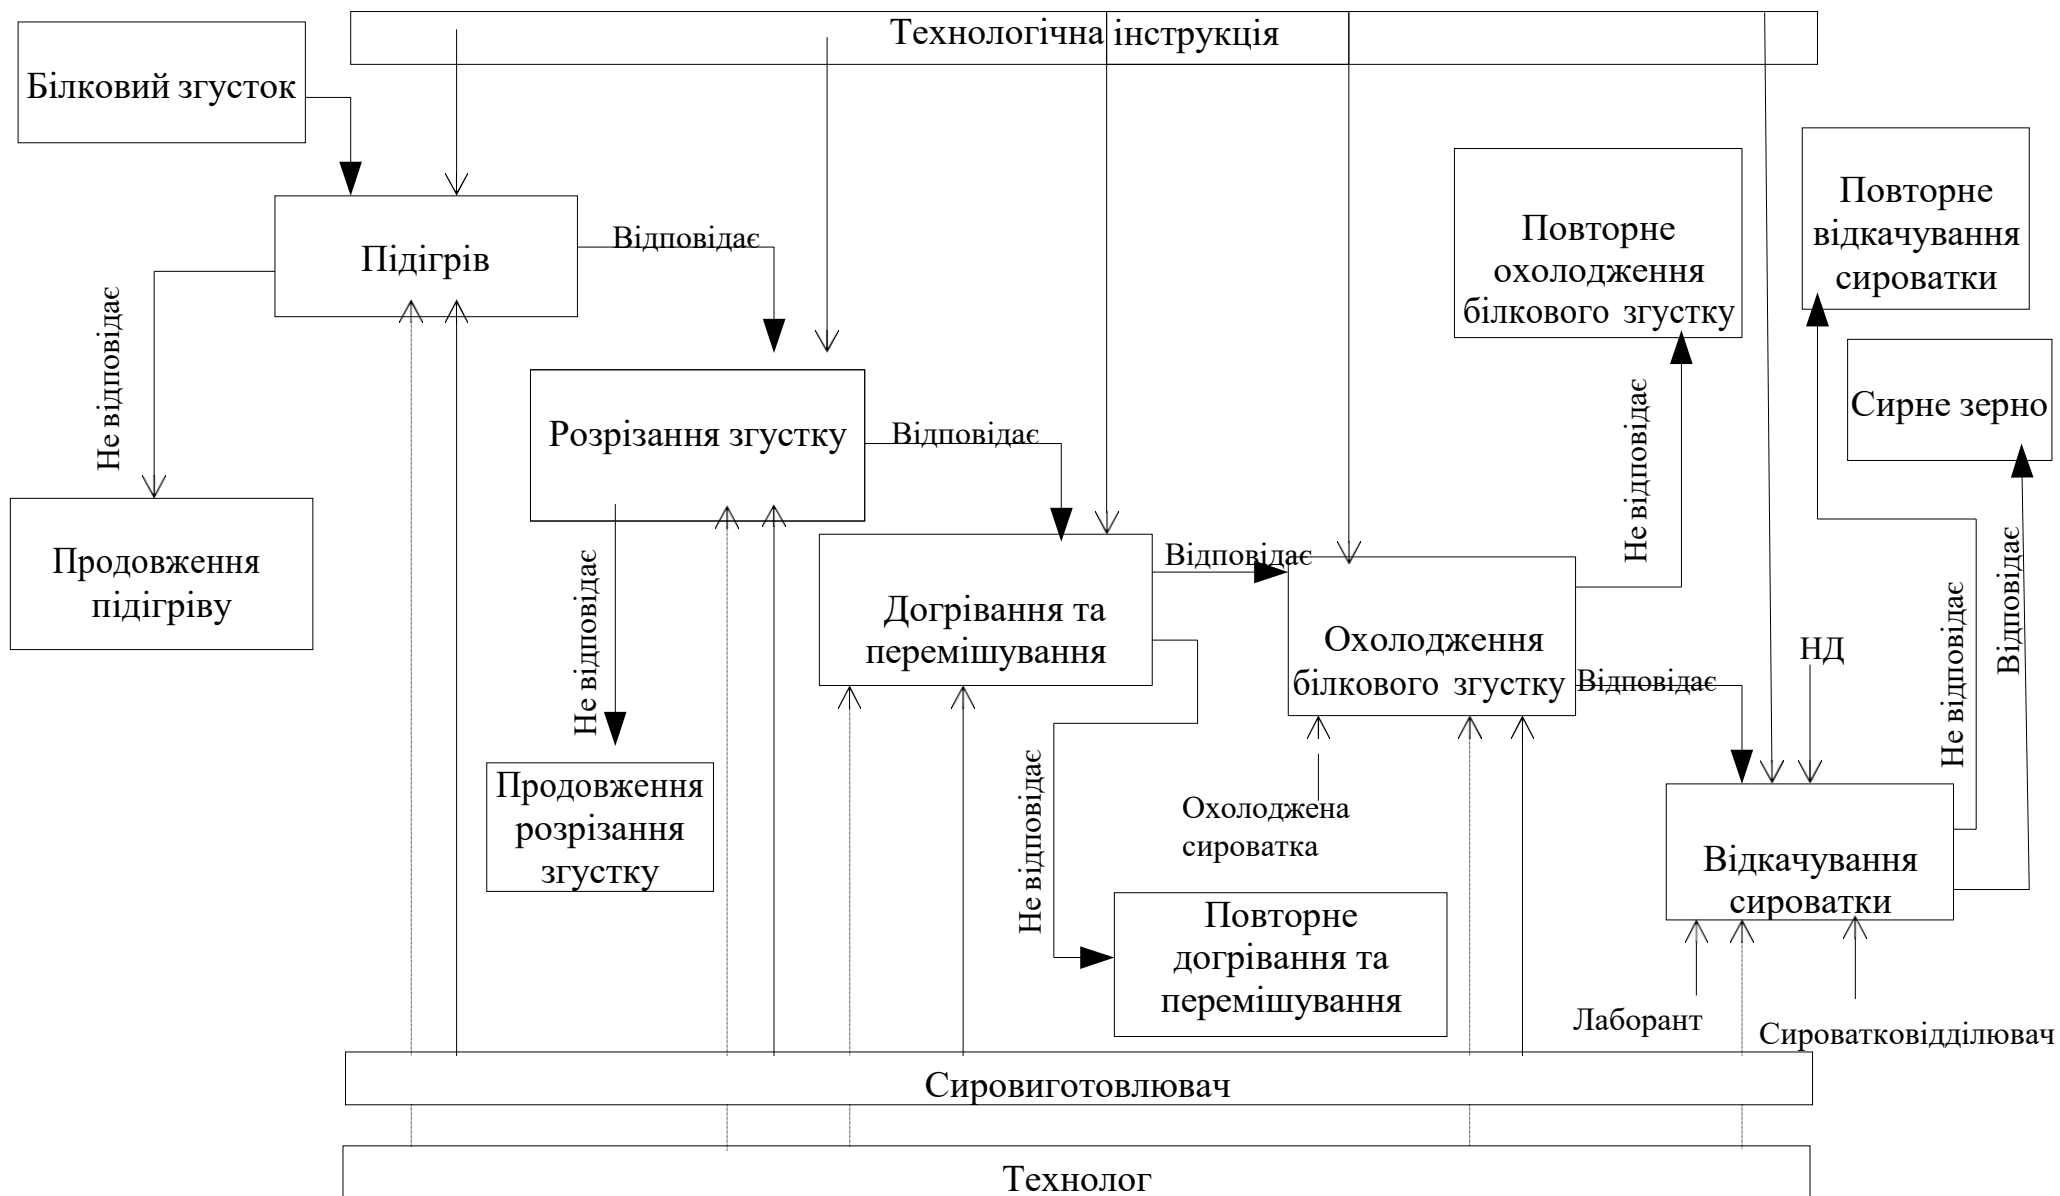 Технологічна інструкція
Білковий згусток
Підігрів
Відповідає
Не відповідає
Продовження
підігріву
Розрізання згустку
Відповідає
Не відповідає
Продовження
розрізання
згустку
Догрівання та
перемішування
Відповідає
Не відповідає
Повторне
догрівання та
перемішування
Охолодження
білкового згустку
Охолоджена
сироватка
Не відповідає
Повторне
охолодження
білкового згустку
Відповідає
НД
Відкачування
сироватки
Не відповідає
Повторне
відкачування
сироватки
Відповідає
Сирне зерно
Лаборант
Сироватковідділювач
Сировиготовлювач
Технолог